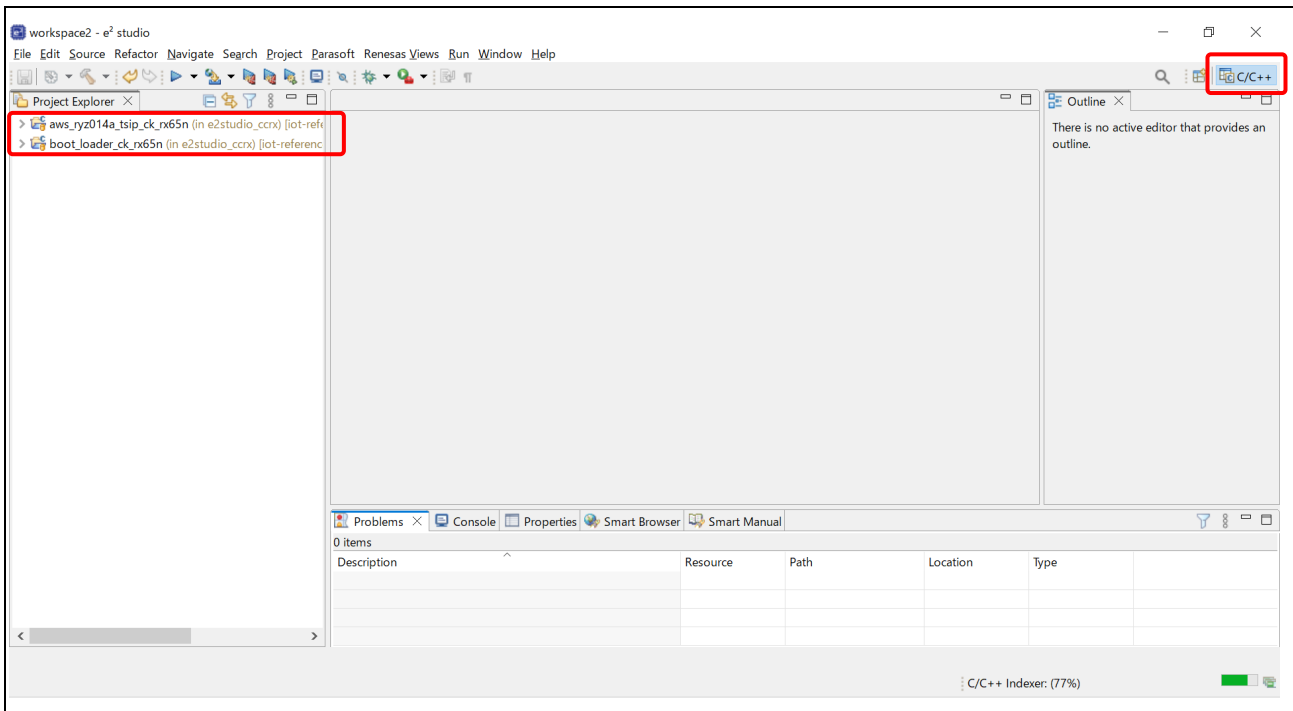 workspace2 - e² studio
File Edit Source Refactor Navigate Search Project Parasoft Renesas Views Run Window Help
C/C++
Project Explorer
Outline
aws_ryz014a_tsip_ck_rx65n (in e2studio_ccrx) [iot-refe
There is no active editor that provides an
boot_loader_ck_rx65n (in e2studio_ccrx) [iot-referenc
outline.
Problems Console Properties Smart Browser Smart Manual
0 items
Description Resource Path Location Type
C/C++ Indexer: (77%)